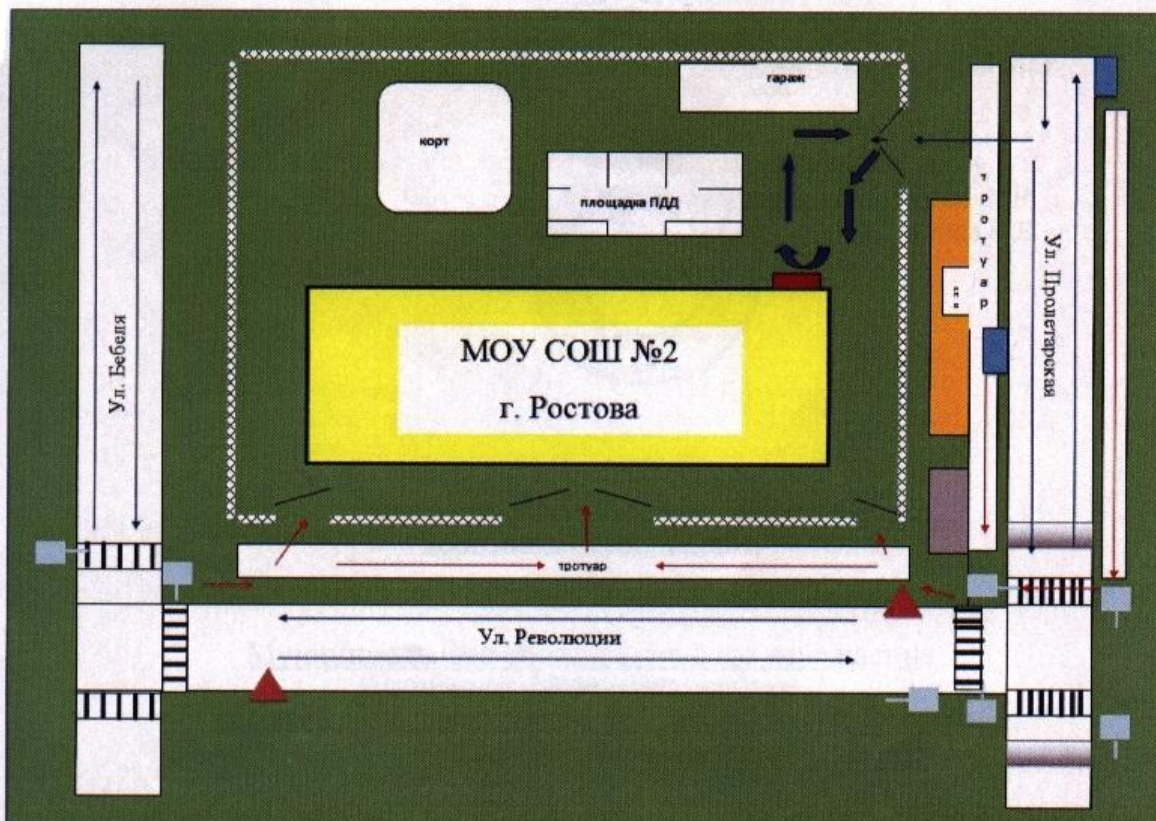 гараж
корт
площадка ПДД
тротуар
Ул. Пролетарская
Ул. Бебеля
МОУ СОШ №2
г. Ростова
тротуар
Ул. Революции